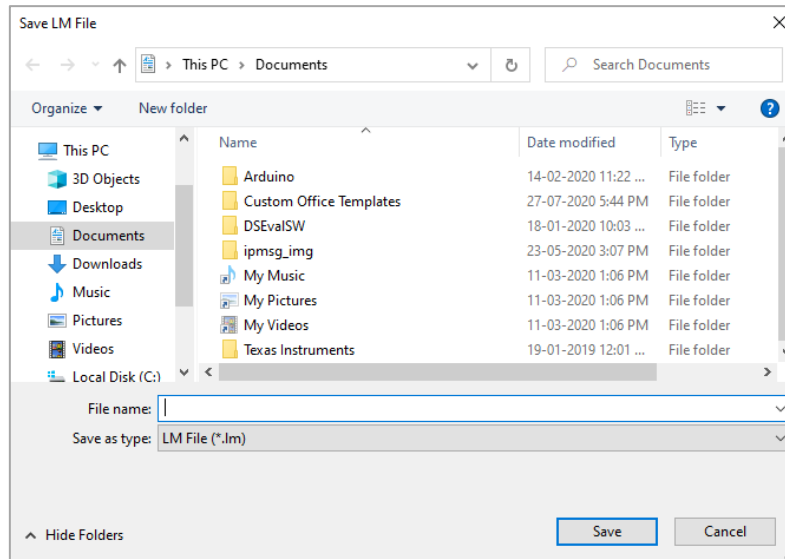 Save LM File
This PC › Documents
Search Documents
Organize
New folder
This PC
3D Objects
Desktop
Documents
Downloads
Music
Pictures
Videos
Local Disk (C:)
Name Date modified Type
Arduino 14-02-2020 11:22 ... File folder
Custom Office Templates 27-07-2020 5:44 PM File folder
DSEvalSW 18-01-2020 10:03 ... File folder
ipmsg_img 23-05-2020 3:07 PM File folder
My Music 11-03-2020 1:06 PM File folder
My Pictures 11-03-2020 1:06 PM File folder
My Videos 11-03-2020 1:06 PM File folder
Texas Instruments 19-01-2019 12:01 ... File folder
File name:
Save as type: LM File (*.lm)
Hide Folders
Save
Cancel